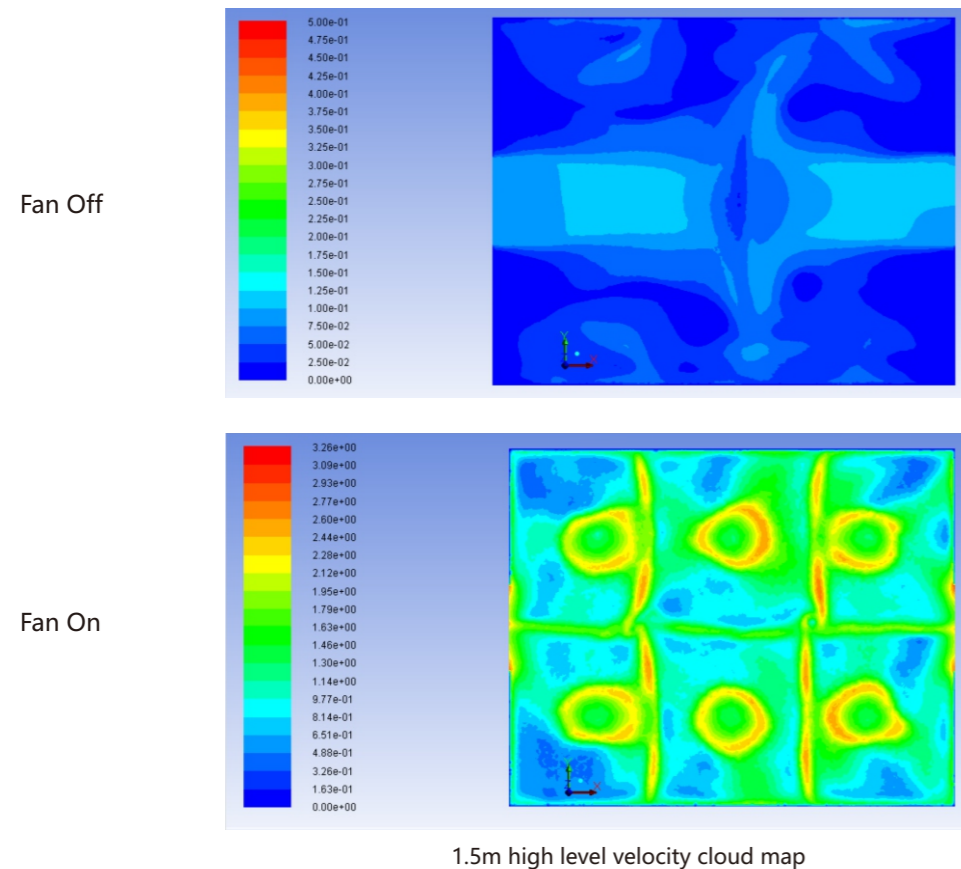 5.00e-01
4.75e-01
4.50e-01
4.25e-01
4.00e-01
3.75e-01
3.50e-01
3.25e-01
3.00e-01
2.75e-01
2.50e-01
2.25e-01
2.00e-01
1.75e-01
1.50e-01
1.25e-01
1.00e-01
7.50e-02
5.00e-02
2.50e-02
0.00e+00
Fan Off
Y
X
3.26e+00
3.09e+00
2.93e+00
2.77e+00
2.60e+00
2.44e+00
2.28e+00
2.12e+00
1.95e+00
1.79e+00
1.63e+00
1.46e+00
1.30e+00
1.14e+00
9.77e-01
8.14e-01
6.51e-01
4.88e-01
3.26e-01
1.63e-01
0.00e+00
Fan On
Y
X
1.5m high level velocity cloud map